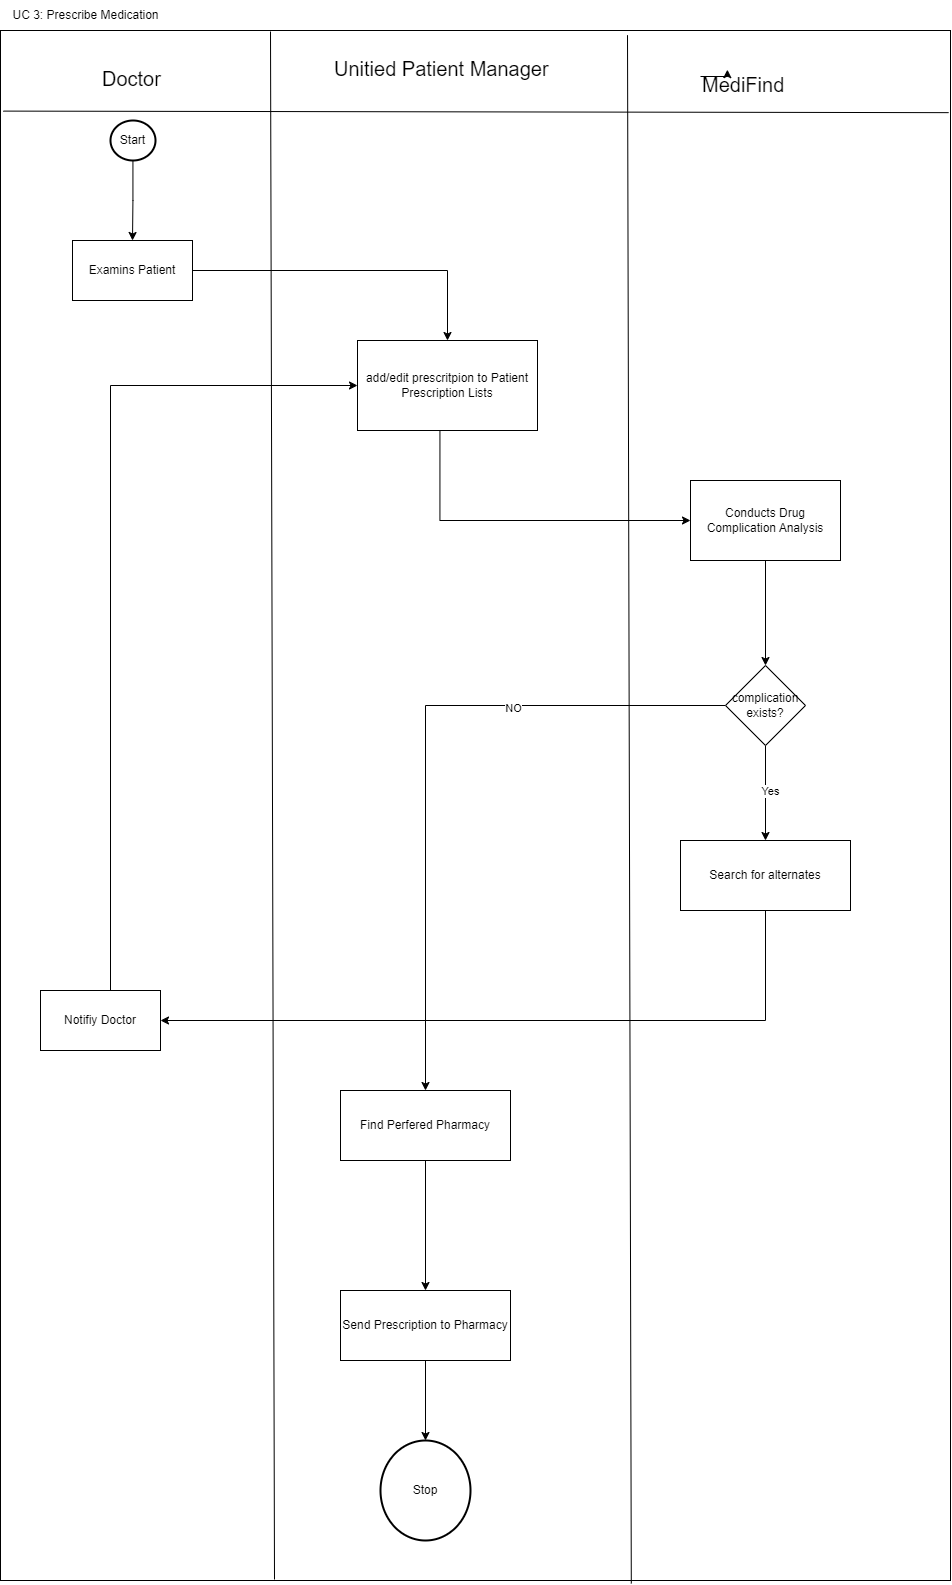 UC 3: Prescribe Medication
Doctor
Unitied Patient Manager
MediFind
Start
Examins Patient
add/edit prescritpion to Patient
Prescription Lists
Conducts Drug
Complication Analysis
complication
exists?
NO
Yes
Search for alternates
Notifiy Doctor
Find Perfered Pharmacy
Send Prescription to Pharmacy
Stop